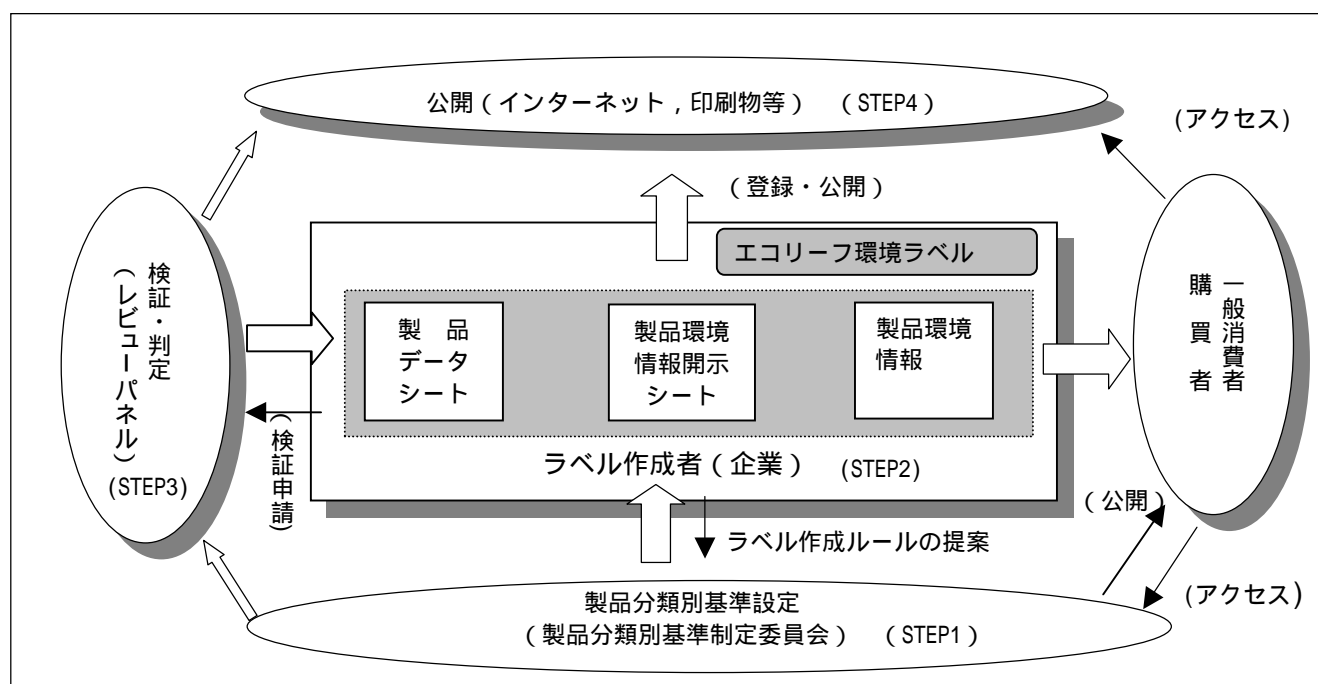 公開（インターネット，印刷物等）　（STEP4）
(アクセス)
（登録・公開）
エコリーフ環境ラベル
検証・判定
(レビューパネル)
(STEP3)
製　品
データ
シート
製品環境
情報開示
シート
製品環境
情報
一般消費者
購　買　者
(検証申請)
ラベル作成者（企業）　(STEP2)
（公開）
ラベル作成ルールの提案
製品分類別基準設定
（製品分類別基準制定委員会）　（STEP1）
(アクセス)